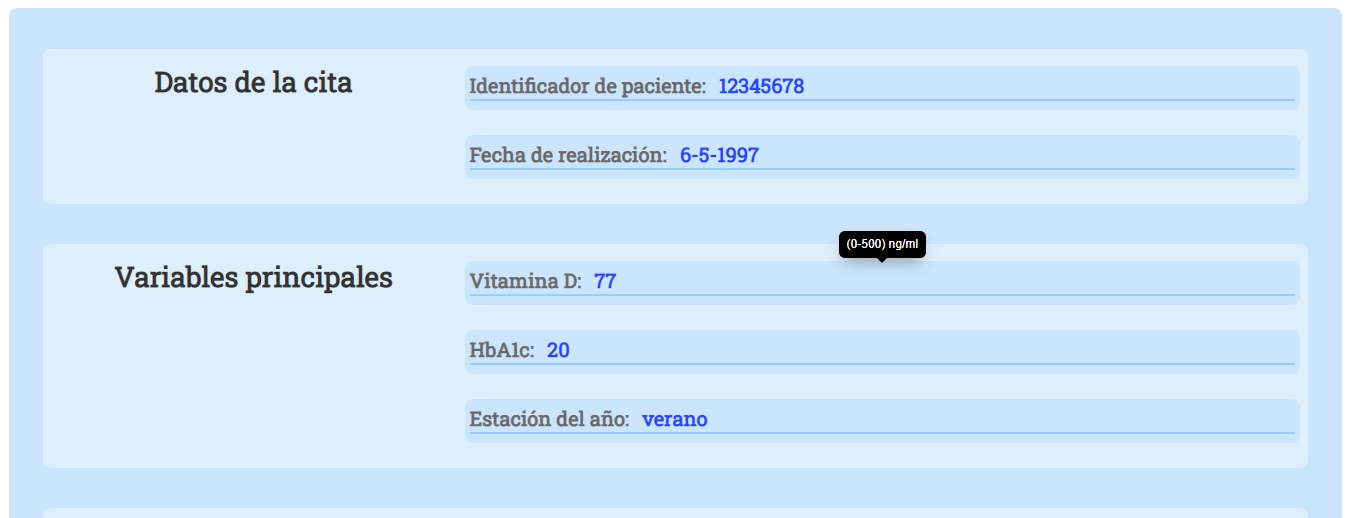 Datos de la cita
Identificador de paciente: 12345678
Fecha de realización: 6-5-1997
(0-500) ng/ml
Variables principales
Vitamina D: 77
HbA1c: 20
Estación del año: verano